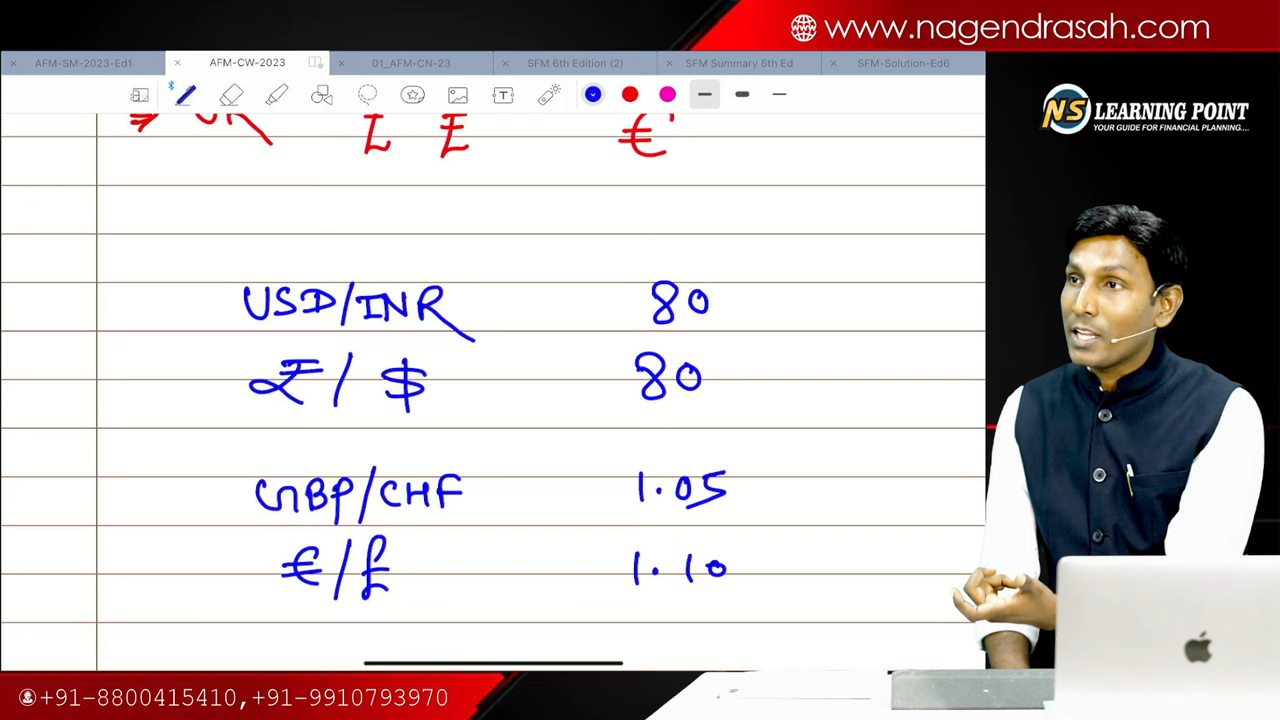 www.nagendrasah.com
AFM-SM-2023-Ed1 AFM-CW-2023 01_AFM-CN-23 SFM 6th Edition (2) SFM Summary 5th Ed SFM-Solution-Ed6
NS LEARNING POINT
YOUR GUIDE FOR FINANCIAL PLANNING....
£ £ €
USD/INR 80
₹/$ 80
GBP/CHF 1.05
€/£ 1.10
+91-8800415410,+91-9910793970